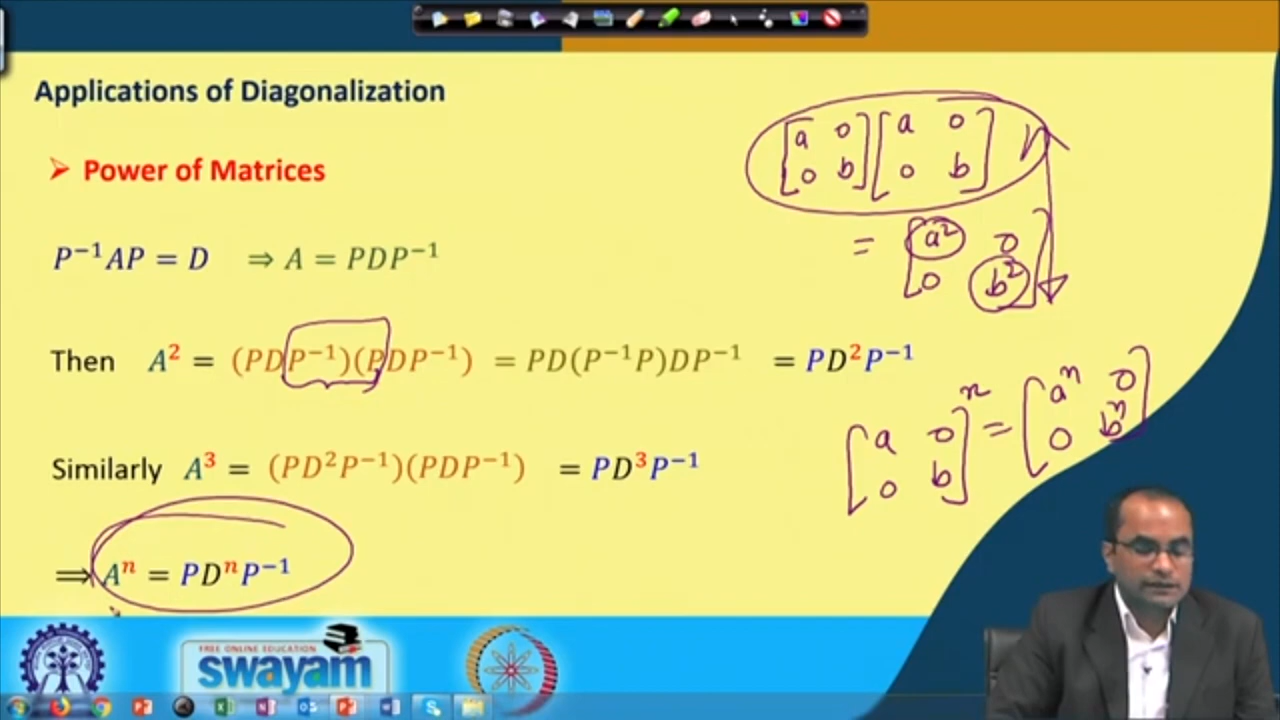 Applications of Diagonalization
➢ Power of Matrices
P⁻¹AP = D ⇒ A = PDP⁻¹
Then A² = (PDP⁻¹)(PDP⁻¹) = PD(P⁻¹P)DP⁻¹ = PD²P⁻¹
Similarly A³ = (PD²P⁻¹)(PDP⁻¹) = PD³P⁻¹
⟹ Aⁿ = PDⁿP⁻¹
[a 0; 0 b] [a 0; 0 b]
= [a² 0; 0 b²]
[a 0; 0 b]ⁿ = [aⁿ 0; 0 bⁿ]
FREE ONLINE EDUCATION
swayam